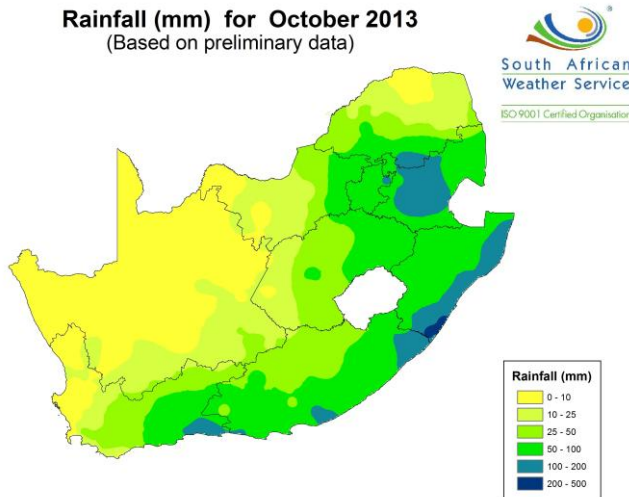 Rainfall (mm) for October 2013
(Based on preliminary data)
South African
Weather Service
ISO 9001 Certified Organisation
Rainfall (mm)
0 - 10
10 - 25
25 - 50
50 - 100
100 - 200
200 - 500